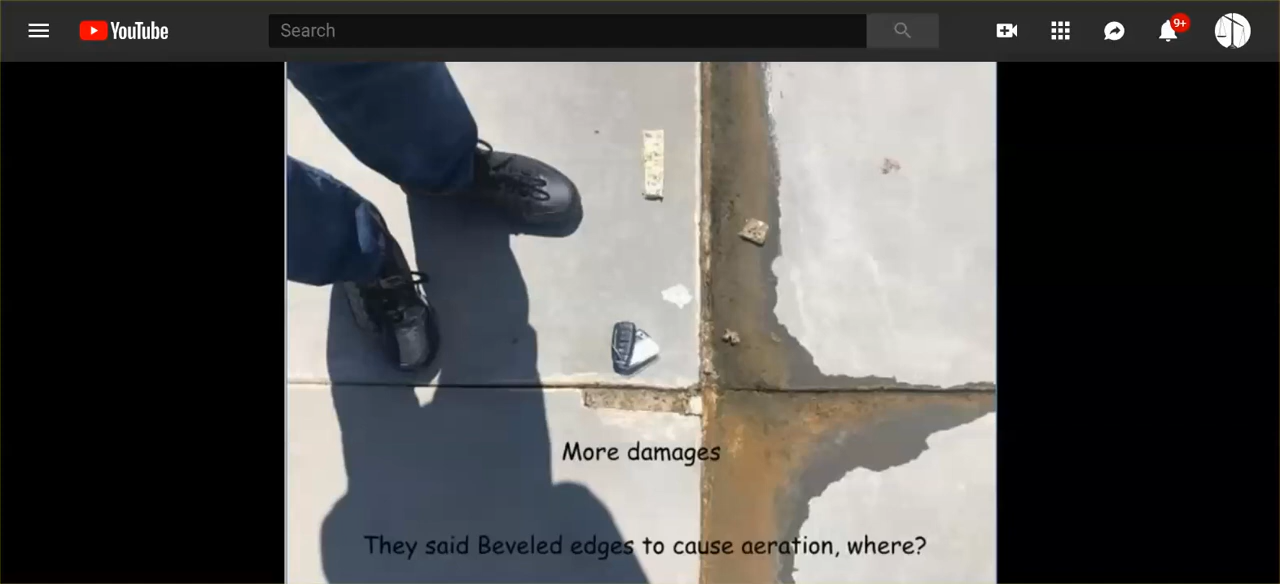 YouTube
Search
9+
More damages
They said Beveled edges to cause aeration, where?